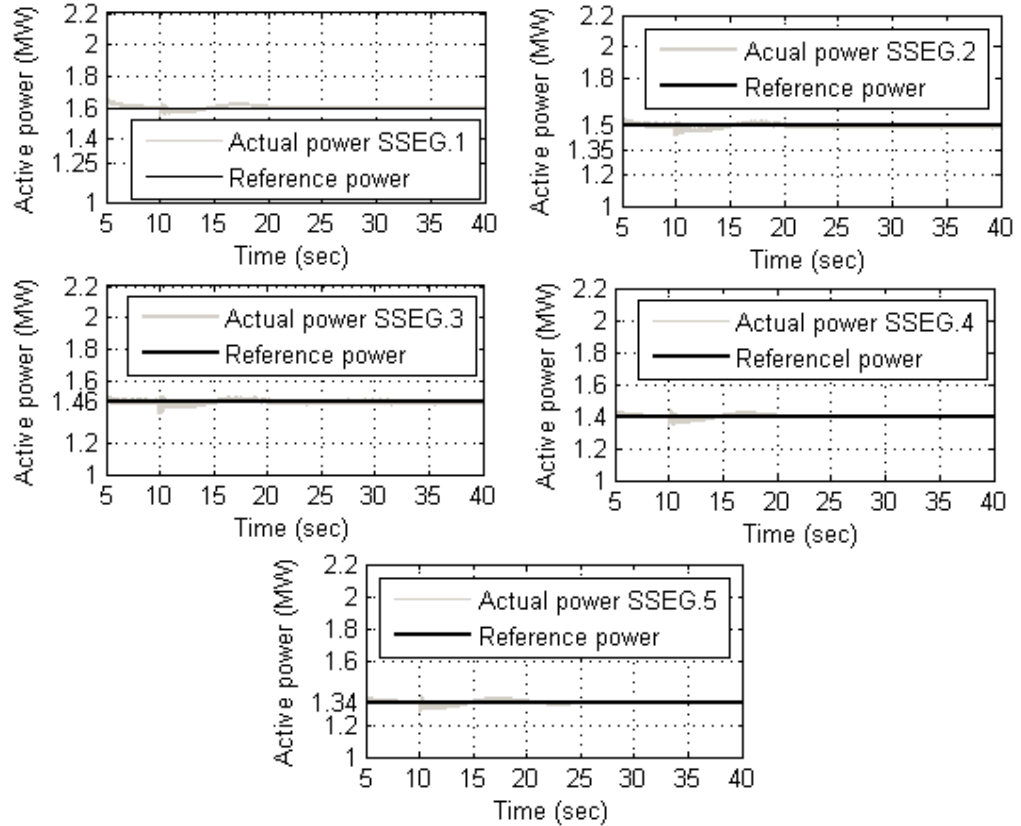 Active power (MW)
2.2
2
1.8
1.6
1.4
1.25
1
Actual power SSEG.1
Reference power
5 10 15 20 25 30 35 40
Time (sec)
Active power (MW)
2.2
2
1.8
1.5
1.35
1.2
1
Acual power SSEG.2
Reference power
5 10 15 20 25 30 35 40
Time (sec)
Active power (MW)
2.2
2
1.8
1.6
1.46
1.2
1
Actual power SSEG.3
Reference power
5 10 15 20 25 30 35 40
Time (sec)
Active power (MW)
2.2
2
1.8
1.6
1.4
1.2
1
Actual power SSEG.4
Referencel power
5 10 15 20 25 30 35 40
Time (sec)
Active power (MW)
2.2
2
1.8
1.6
1.34
1.2
1
Actual power SSEG.5
Reference power
5 10 15 20 25 30 35 40
Time (sec)